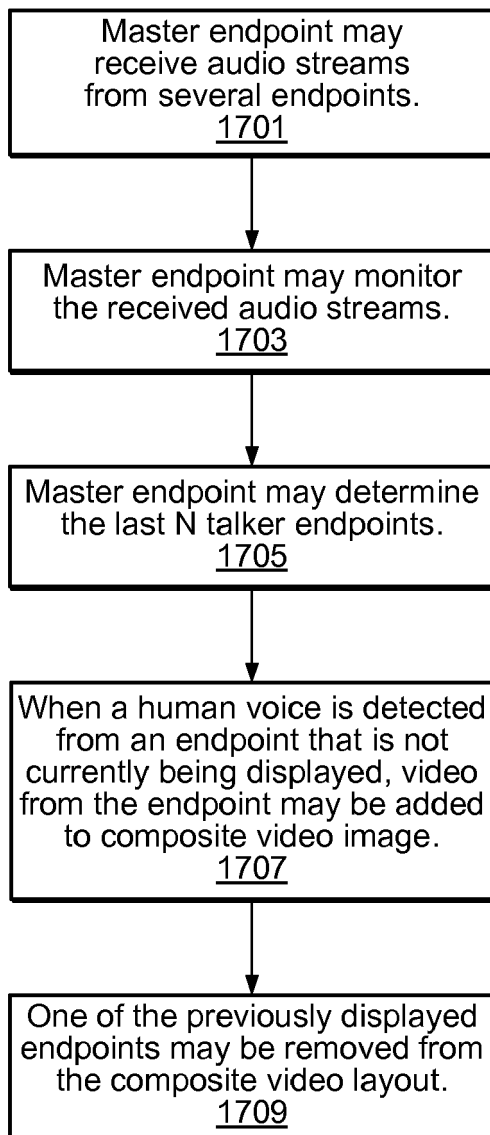 Master endpoint may
receive audio streams
from several endpoints.
1701
Master endpoint may monitor
the received audio streams.
1703
Master endpoint may determine
the last N talker endpoints.
1705
When a human voice is detected
from an endpoint that is not
currently being displayed, video
from the endpoint may be added
to composite video image.
1707
One of the previously displayed
endpoints may be removed from
the composite video layout.
1709